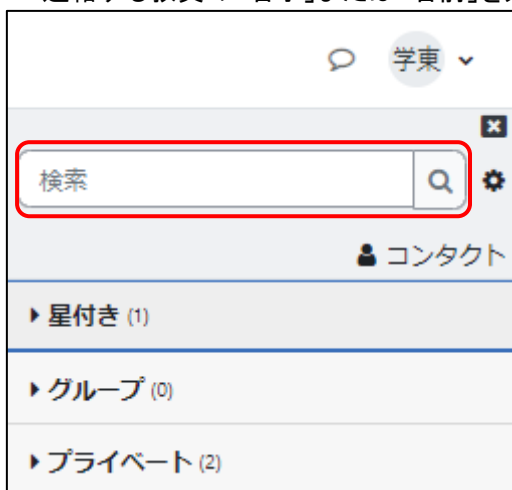 学東
検索
コンタクト
星付き (1)
グループ (0)
プライベート (2)